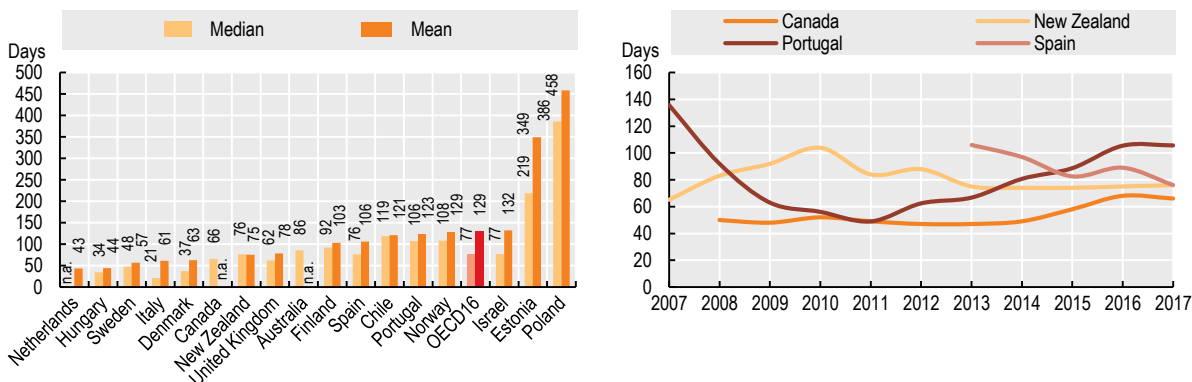 Median Mean
Days
500
450
400
350
300
250
200
150
100
50
0
n.a. 43 34 44 48 57 21 61 37 63 66 n.a. 76 75 62 78 86 n.a. 92 103 76 106 119 121 106 123 108 129 77 129 77 132 219 349 386 458
Netherlands
Hungary
Sweden
Italy
Denmark
Canada
New Zealand
United Kingdom
Australia
Finland
Spain
Chile
Portugal
Norway
OECD16
Israel
Estonia
Poland
Canada New Zealand
Portugal Spain
Days
160
140
120
100
80
60
40
20
0
2007 2008 2009 2010 2011 2012 2013 2014 2015 2016 2017